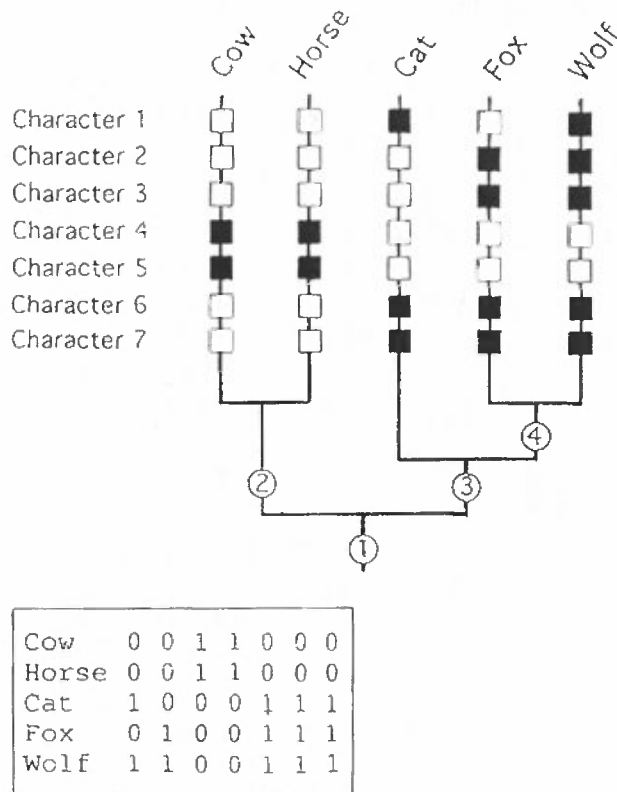 Cow Horse Cat Fox Wolf
Character 1
Character 2
Character 3
Character 4
Character 5
Character 6
Character 7
4
2 3
1
Cow 0 0 1 1 0 0 0
Horse 0 0 1 1 0 0 0
Cat 1 0 0 0 1 1 1
Fox 0 1 0 0 1 1 1
Wolf 1 1 0 0 1 1 1